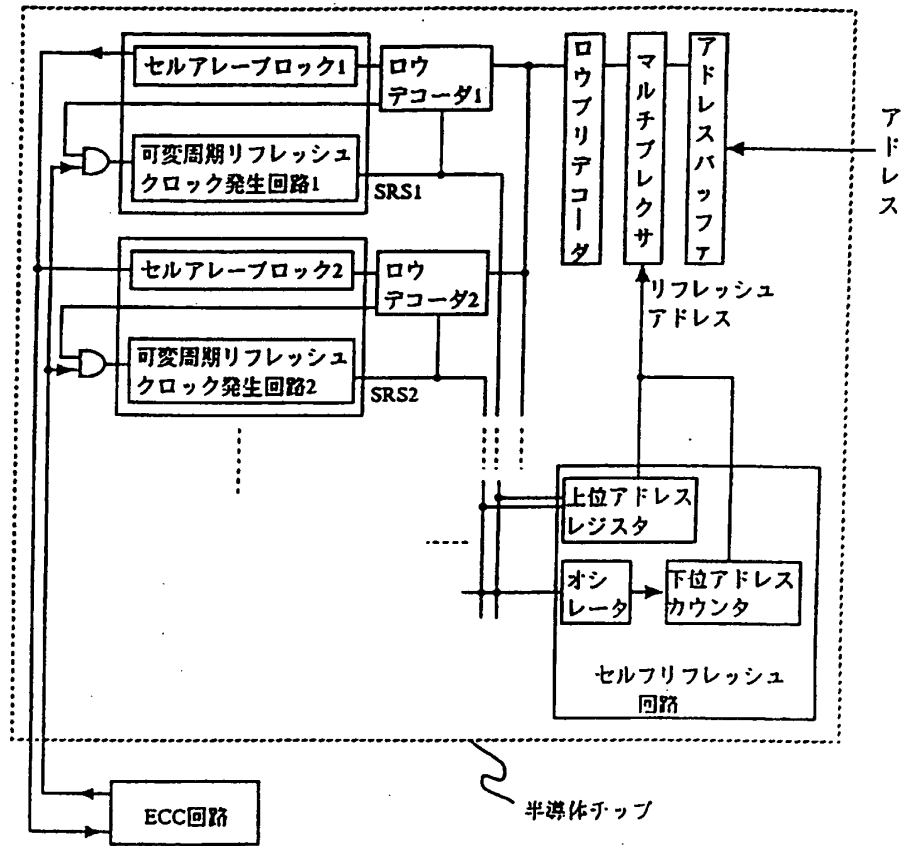 セルアレーブロック1
ロウ
デコーダ1
可変周期リフレッシュ
クロック発生回路1
SRS1
ロウプリデコーダ
マルチプレクサ
アドレスバッファ
アドレス
セルアレーブロック2
ロウ
デコーダ2
可変周期リフレッシュ
クロック発生回路2
SRS2
リフレッシュ
アドレス
上位アドレス
レジスタ
オシ
レータ
下位アドレス
カウンタ
セルフリフレッシュ
回路
ECC回路
半導体チップ